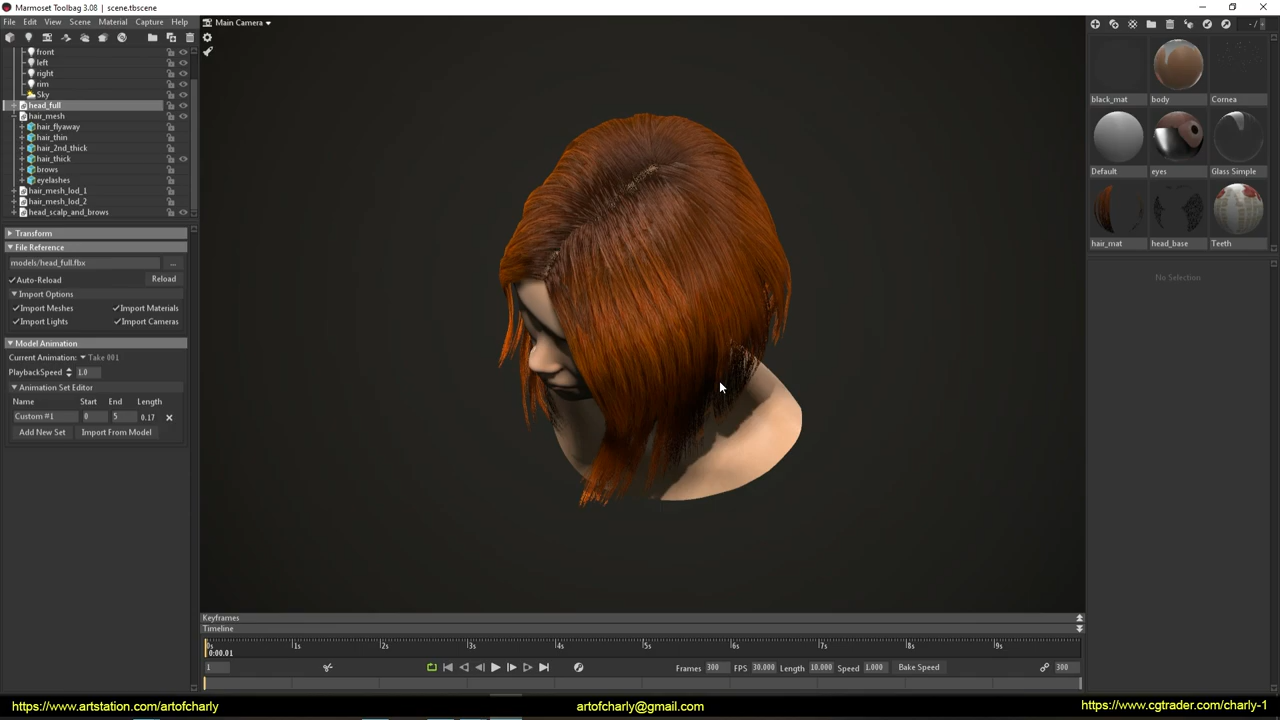 Marmoset Toolbag 3.08 | scene.tbscene
File Edit View Scene Material Capture Help
Main Camera
front
left
right
rim
Sky
head_full
hair_mesh
hair_flyaway
hair_thin
hair_2nd_thick
hair_thick
brows
eyelashes
hair_mesh_lod_1
hair_mesh_lod_2
head_scalp_and_brows
Transform
File Reference
models/head_full.fbx ...
Auto-Reload Reload
Import Options
Import Meshes Import Materials
Import Lights Import Cameras
Model Animation
Current Animation: Take 001
PlaybackSpeed 1.0
Animation Set Editor
Name Start End Length
Custom #1 0 5 0.17
Add New Set Import From Model
black_mat body Cornea
Default eyes Glass Simple
hair_mat head_base Teeth
No Selection
Keyframes
Timeline
0s 1s 2s 3s 4s 5s 6s 7s 8s 9s
0:00.01
1 Frames 300 FPS 30.000 Length 10.000 Speed 1.000 Bake Speed 300
https://www.artstation.com/artofcharly artofcharly@gmail.com https://www.cgtrader.com/charly-1